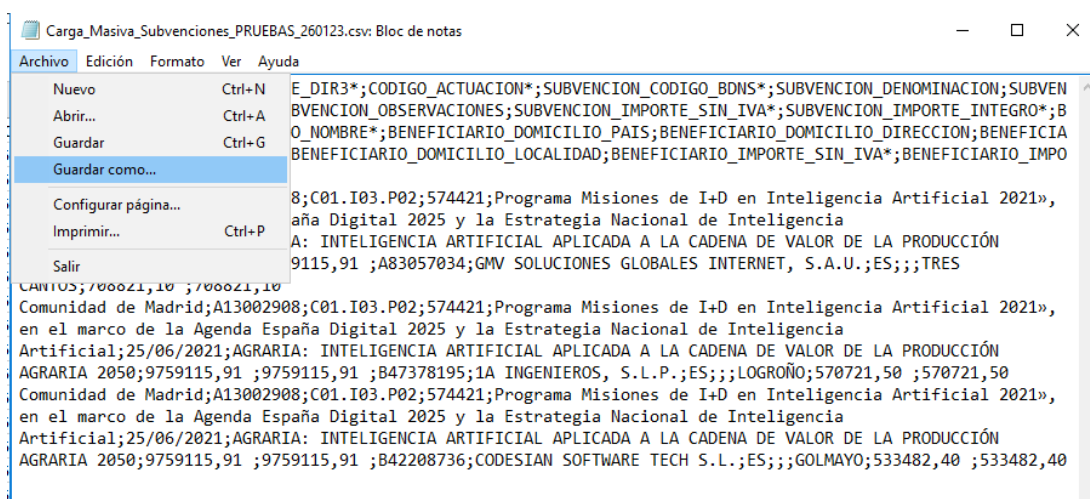 Carga_Masiva_Subvenciones_PRUEBAS_260123.csv: Bloc de notas
Archivo Edición Formato Ver Ayuda
Nuevo Ctrl+N
Abrir... Ctrl+A
Guardar Ctrl+G
Guardar como...
Configurar página...
Imprimir... Ctrl+P
Salir
E_DIR3*;CODIGO_ACTUACION*;SUBVENCION_CODIGO_BDNS*;SUBVENCION_DENOMINACION;SUBVEN
BVENCION_OBSERVACIONES;SUBVENCION_IMPORTE_SIN_IVA*;SUBVENCION_IMPORTE_INTEGRO*;B
O_NOMBRE*;BENEFICIARIO_DOMICILIO_PAIS;BENEFICIARIO_DOMICILIO_DIRECCION;BENEFICIA
BENEFICIARIO_DOMICILIO_LOCALIDAD;BENEFICIARIO_IMPORTE_SIN_IVA*;BENEFICIARIO_IMPO
8;C01.I03.P02;574421;Programa Misiones de I+D en Inteligencia Artificial 2021»,
aña Digital 2025 y la Estrategia Nacional de Inteligencia
A: INTELIGENCIA ARTIFICIAL APLICADA A LA CADENA DE VALOR DE LA PRODUCCIÓN
9115,91 ;A83057034;GMV SOLUCIONES GLOBALES INTERNET, S.A.U.;ES;;;TRES
CANTOS;708821,10 ;708821,10
Comunidad de Madrid;A13002908;C01.I03.P02;574421;Programa Misiones de I+D en Inteligencia Artificial 2021»,
en el marco de la Agenda España Digital 2025 y la Estrategia Nacional de Inteligencia
Artificial;25/06/2021;AGRARIA: INTELIGENCIA ARTIFICIAL APLICADA A LA CADENA DE VALOR DE LA PRODUCCIÓN
AGRARIA 2050;9759115,91 ;9759115,91 ;B47378195;1A INGENIEROS, S.L.P.;ES;;;LOGROÑO;570721,50 ;570721,50
Comunidad de Madrid;A13002908;C01.I03.P02;574421;Programa Misiones de I+D en Inteligencia Artificial 2021»,
en el marco de la Agenda España Digital 2025 y la Estrategia Nacional de Inteligencia
Artificial;25/06/2021;AGRARIA: INTELIGENCIA ARTIFICIAL APLICADA A LA CADENA DE VALOR DE LA PRODUCCIÓN
AGRARIA 2050;9759115,91 ;9759115,91 ;B42208736;CODESIAN SOFTWARE TECH S.L.;ES;;;GOLMAYO;533482,40 ;533482,40